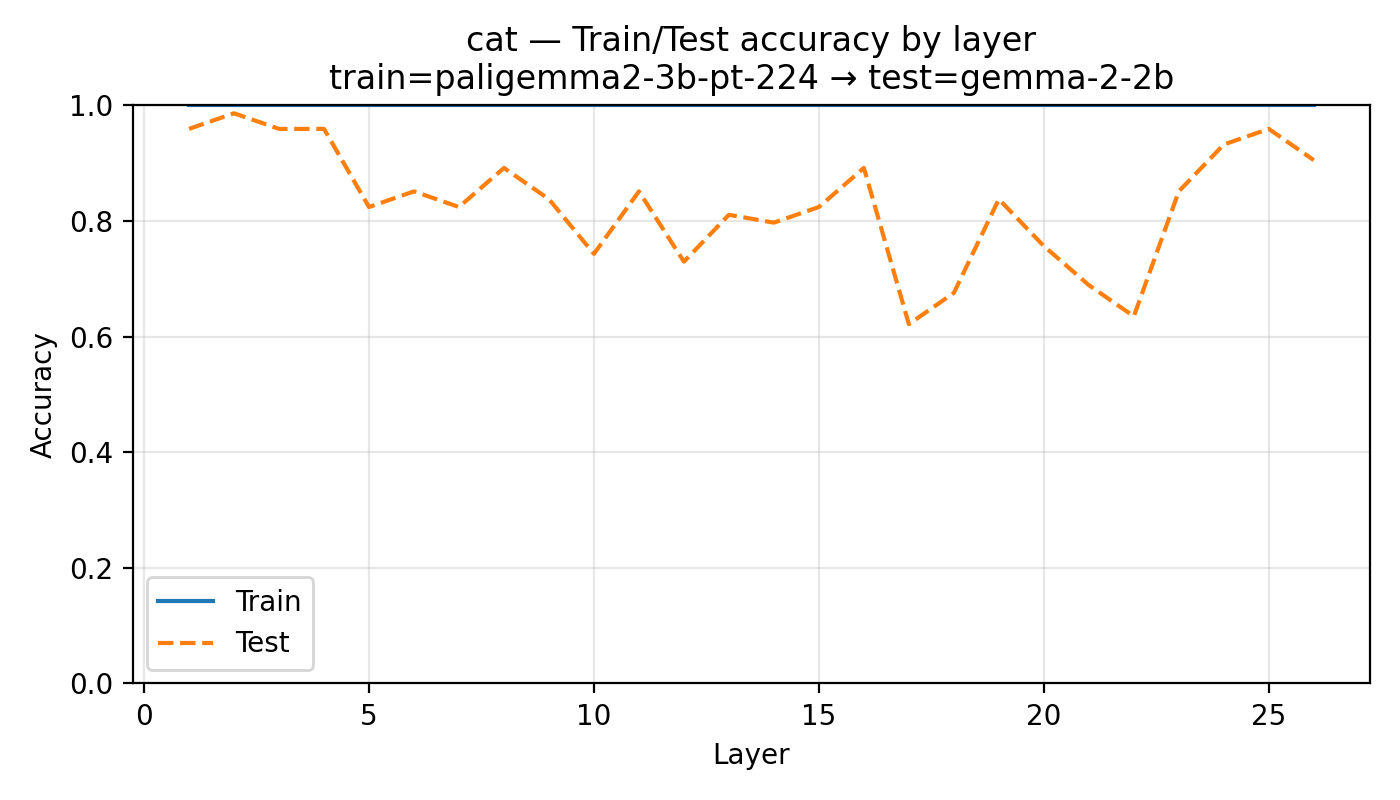 cat — Train/Test accuracy by layer
train=paligemma2-3b-pt-224 → test=gemma-2-2b
1.0
0.8
0.6
0.4
0.2
0.0
Accuracy
Train
Test
0 5 10 15 20 25
Layer